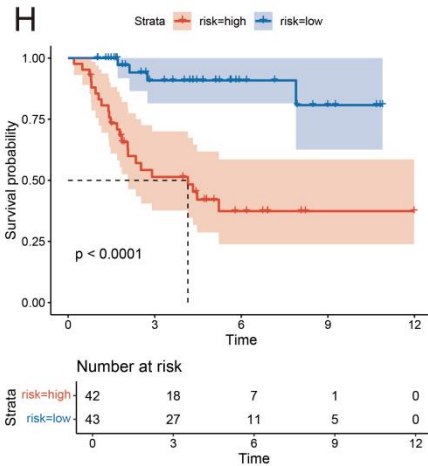 H
Strata risk=high risk=low
1.00
0.75
0.50
0.25
0.00
Survival probability
p < 0.0001
0 3 6 9 12
Time
Number at risk
Strata
risk=high 42 18 7 1 0
risk=low 43 27 11 5 0
0 3 6 9 12
Time